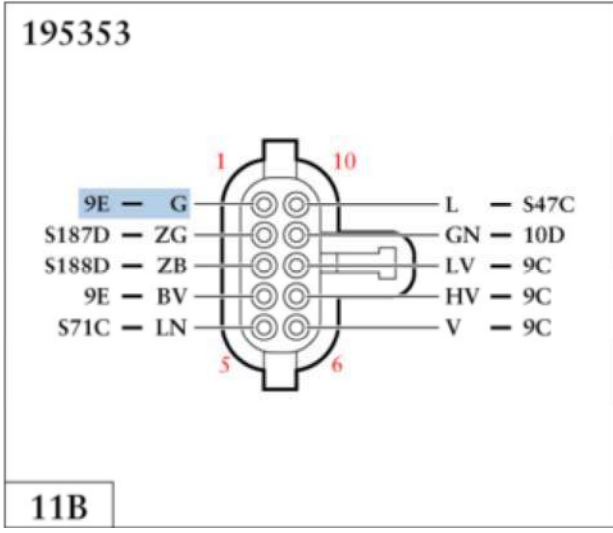 195353
1 10
9E — G L — S47C
S187D — ZG GN — 10D
S188D — ZB LV — 9C
9E — BV HV — 9C
S71C — LN V — 9C
5 6
11B